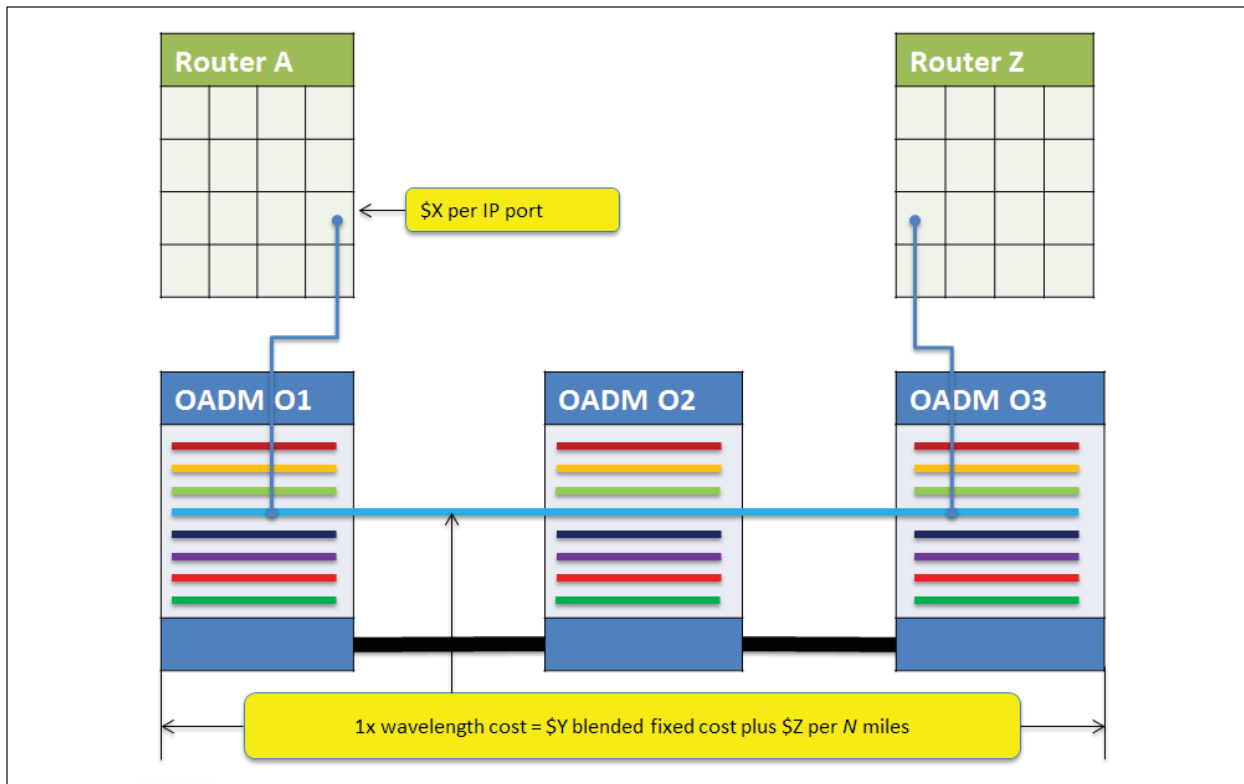 Router A
Router Z
$X per IP port
OADM O1
OADM O2
OADM O3
1x wavelength cost = $Y blended fixed cost plus $Z per N miles